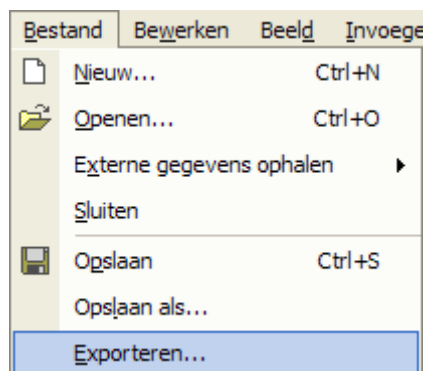 Bestand Bewerken Beeld Invoege
Nieuw... Ctrl+N
Openen... Ctrl+O
Externe gegevens ophalen
Sluiten
Opslaan Ctrl+S
Opslaan als...
Exporteren...